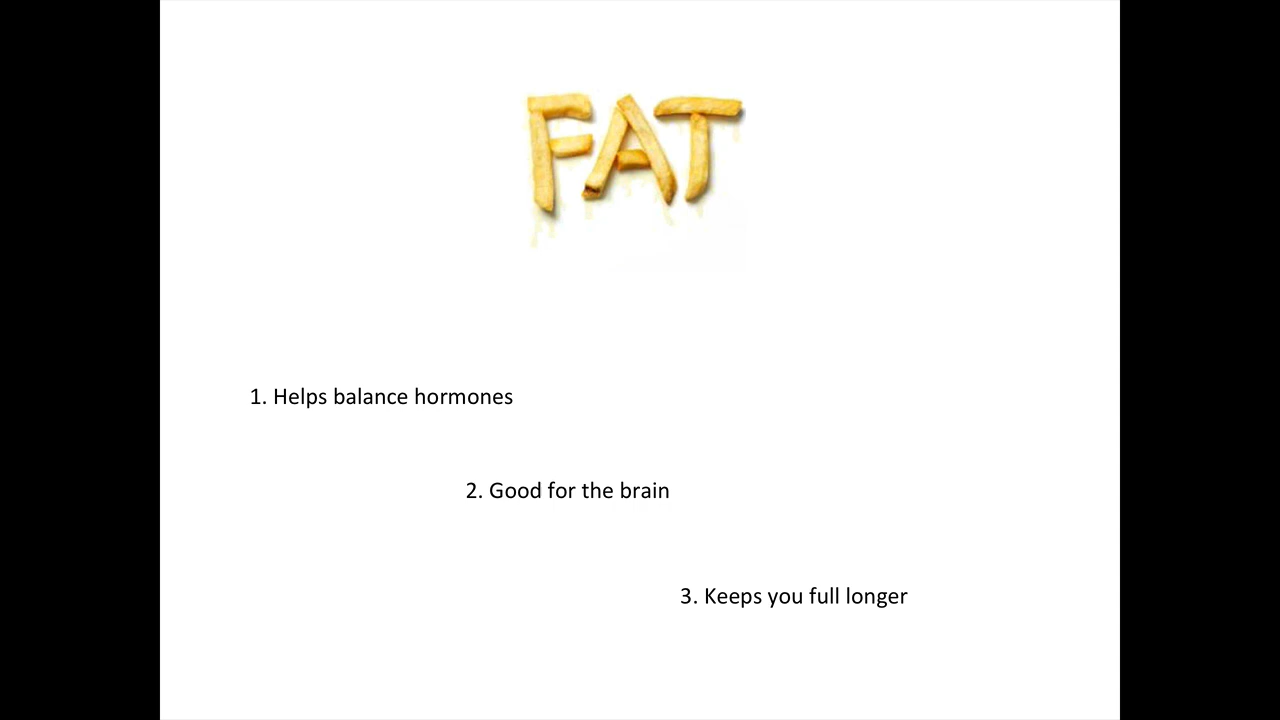 FAT
1. Helps balance hormones
2. Good for the brain
3. Keeps you full longer